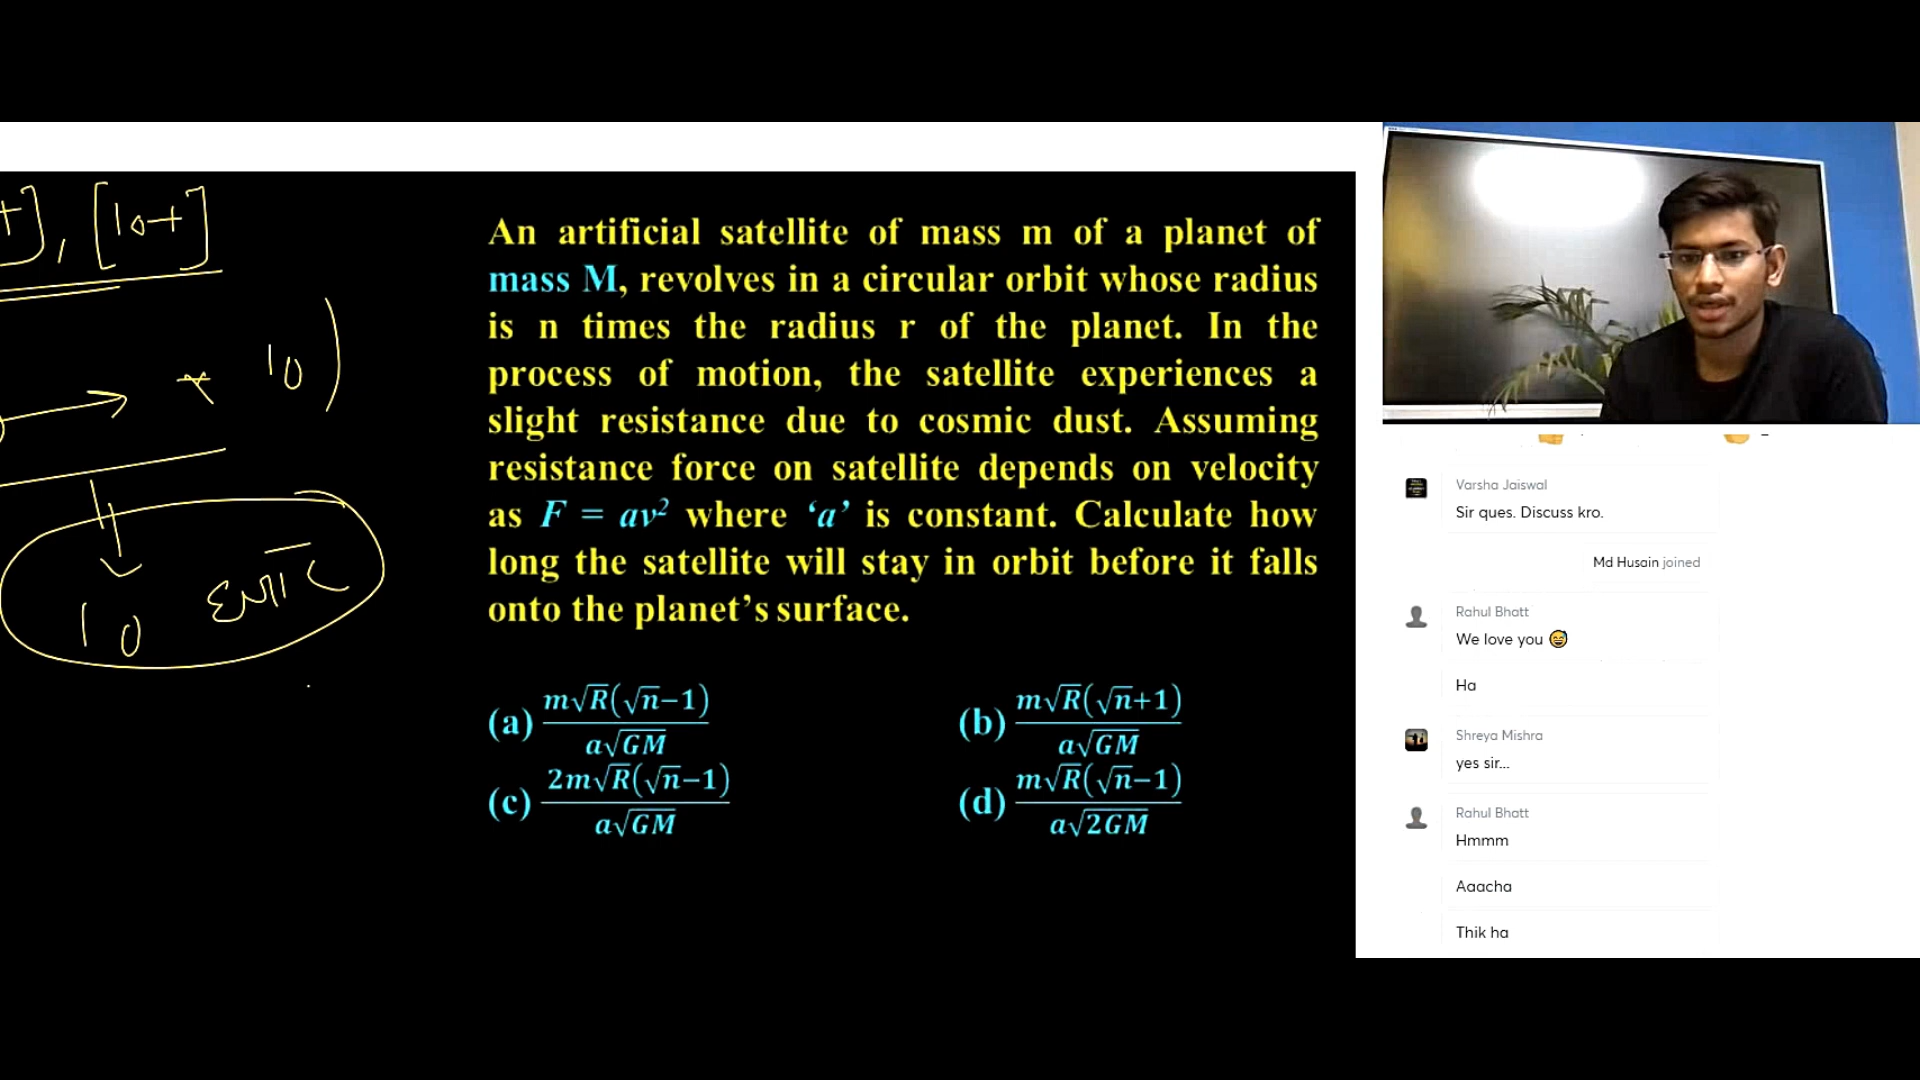 +], [10-t]
10)
10
An artificial satellite of mass m of a planet of
mass M, revolves in a circular orbit whose radius
is n times the radius r of the planet. In the
process of motion, the satellite experiences a
slight resistance due to cosmic dust. Assuming
resistance force on satellite depends on velocity
as F = av² where ‘a’ is constant. Calculate how
long the satellite will stay in orbit before it falls
onto the planet’s surface.
(a) m√R(√n−1) / a√GM
(b) m√R(√n+1) / a√GM
(c) 2m√R(√n−1) / a√GM
(d) m√R(√n−1) / a√2GM
Varsha Jaiswal
Sir ques. Discuss kro.
Md Husain joined
Rahul Bhatt
We love you 😅
Ha
Shreya Mishra
yes sir...
Rahul Bhatt
Hmmm
Aaacha
Thik ha